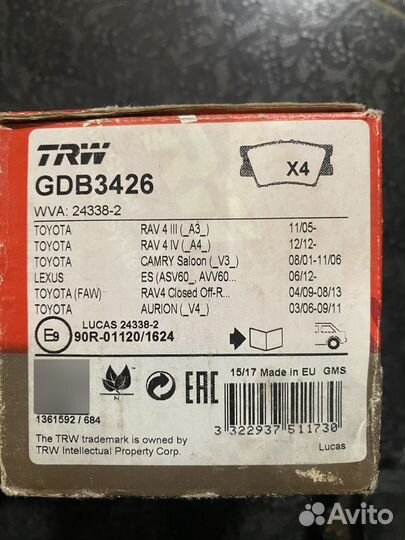 TRW
GDB3426
X4
WVA: 24338-2
TOYOTA RAV 4 III (_A3_) 11/05-
TOYOTA RAV 4 IV (_A4_) 12/12-
TOYOTA CAMRY Saloon (_V3_) 08/01-11/06
LEXUS ES (ASV60_, AVV60... 06/12-
TOYOTA (FAW) RAV4 Closed Off-R... 04/09-08/13
TOYOTA AURION (_V4_) 03/06-09/11
E9 LUCAS 24338-2
90R-01120/1624
15/17 Made in EU GMS
EAC
1361592 / 684
3 322937 511730
The TRW trademark is owned by
TRW Intellectual Property Corp.
Lucas
Avito